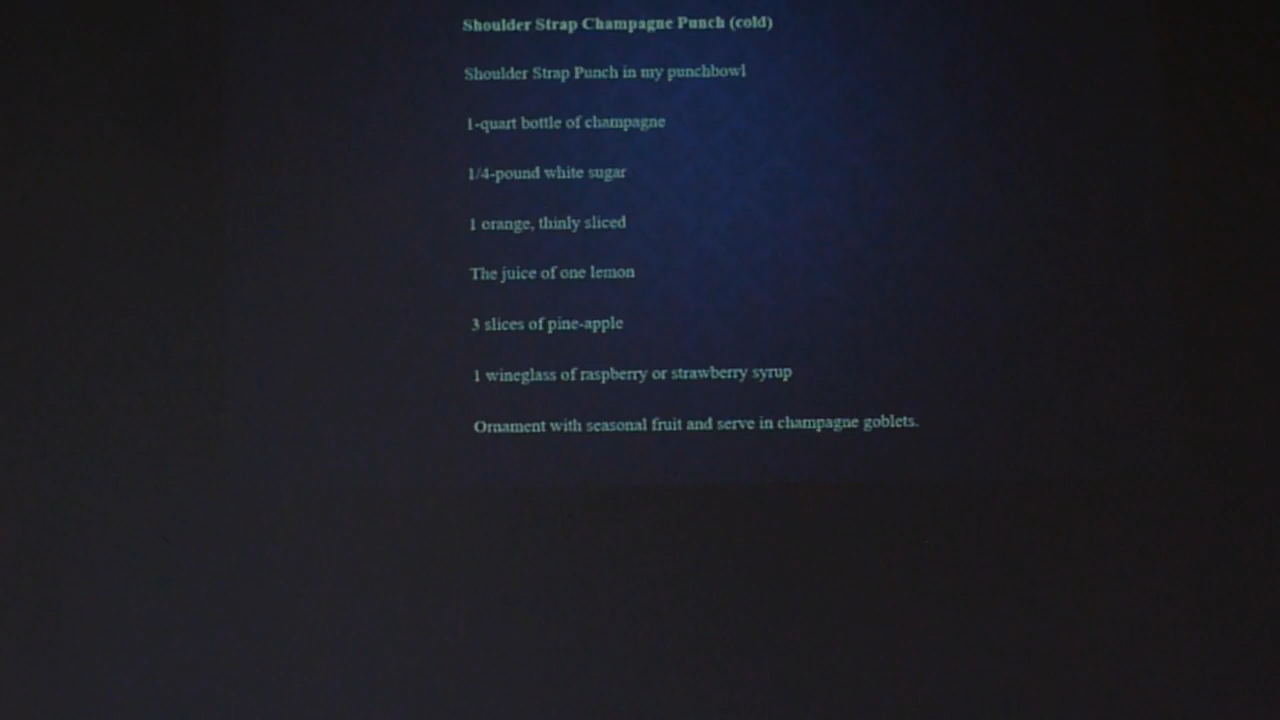 Shoulder Strap Champagne Punch (cold)
Shoulder Strap Punch in my punchbowl
1-quart bottle of champagne
1/4-pound white sugar
1 orange, thinly sliced
The juice of one lemon
3 slices of pine-apple
1 wineglass of raspberry or strawberry syrup
Ornament with seasonal fruit and serve in champagne goblets.